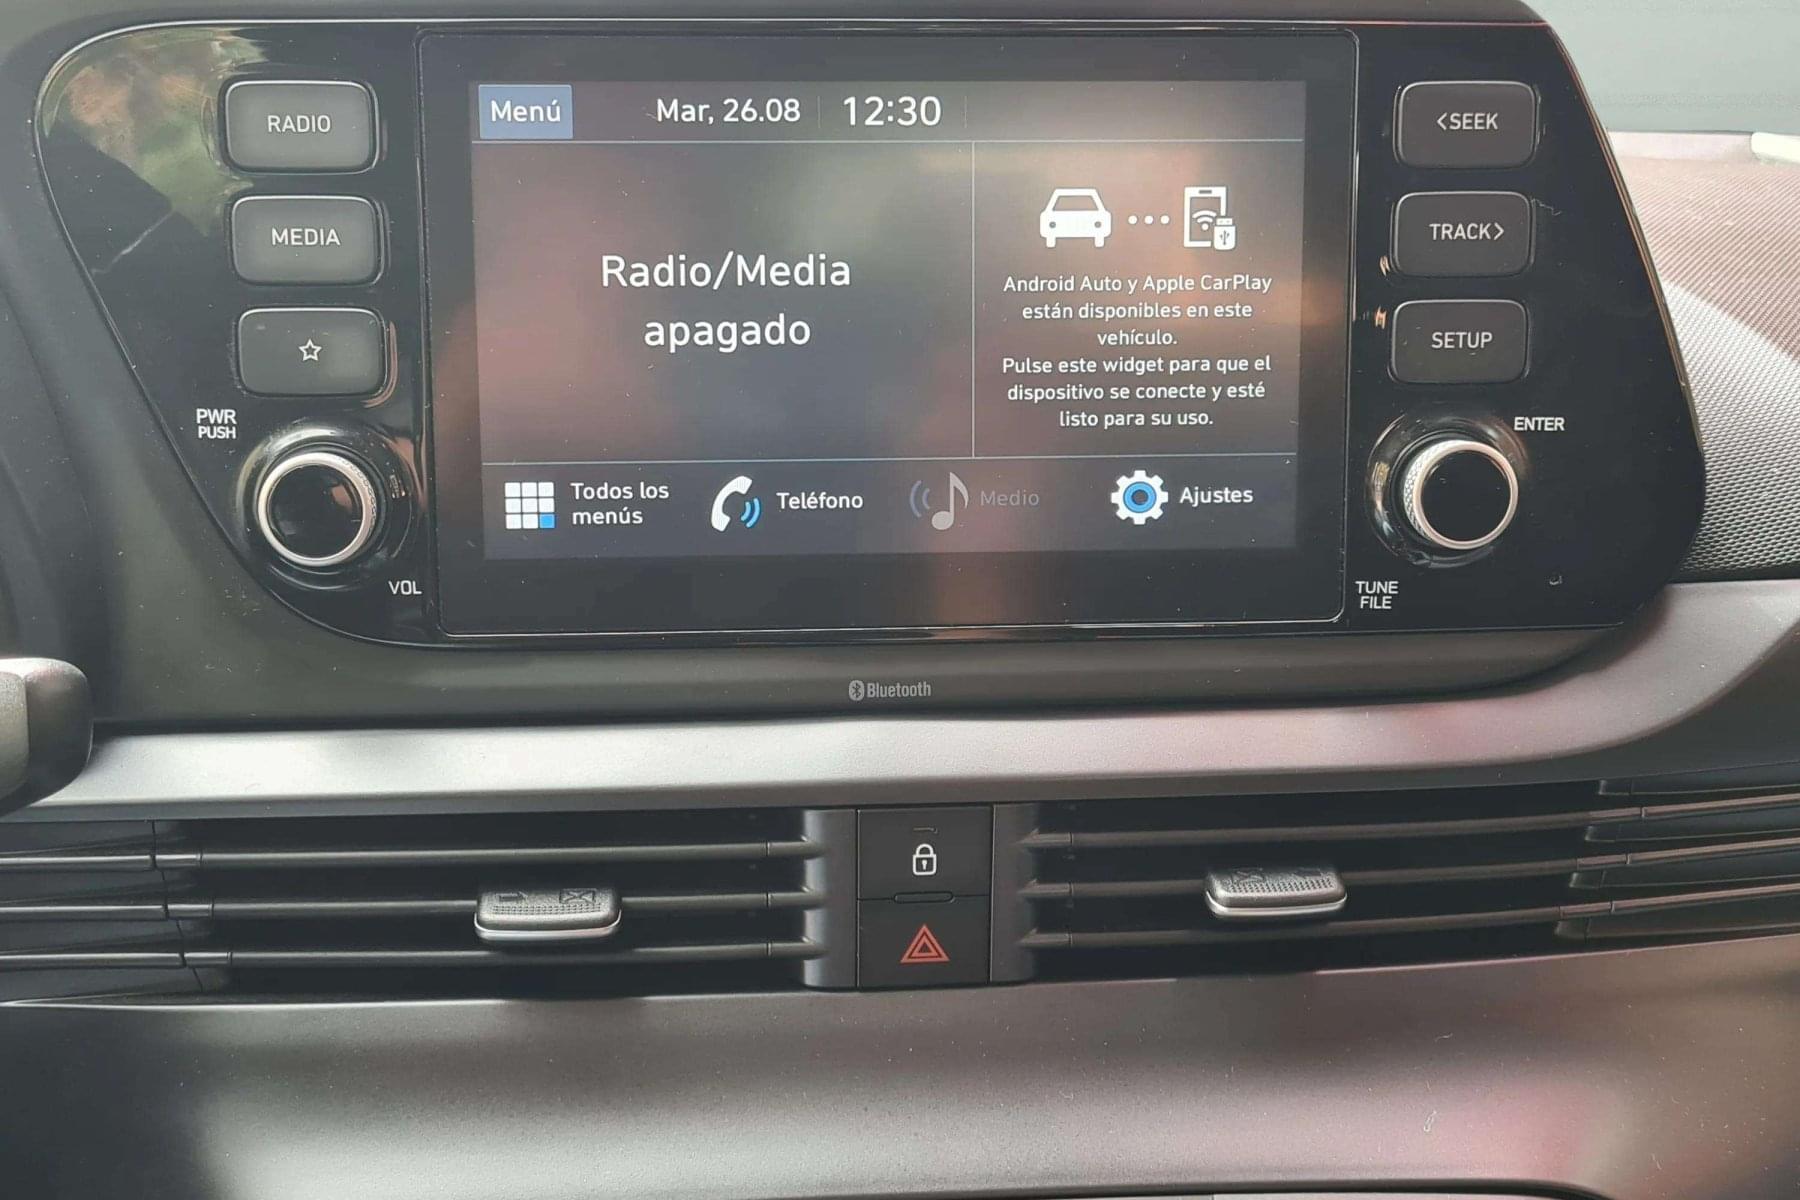 RADIO
MEDIA
PWR
PUSH
VOL
Menú
Mar, 26.08
12:30
Radio/Media
apagado
Android Auto y Apple CarPlay
están disponibles en este
vehículo.
Pulse este widget para que el
dispositivo se conecte y esté
listo para su uso.
Todos los
menús
Teléfono
Medio
Ajustes
<SEEK
TRACK>
SETUP
ENTER
TUNE
FILE
Bluetooth